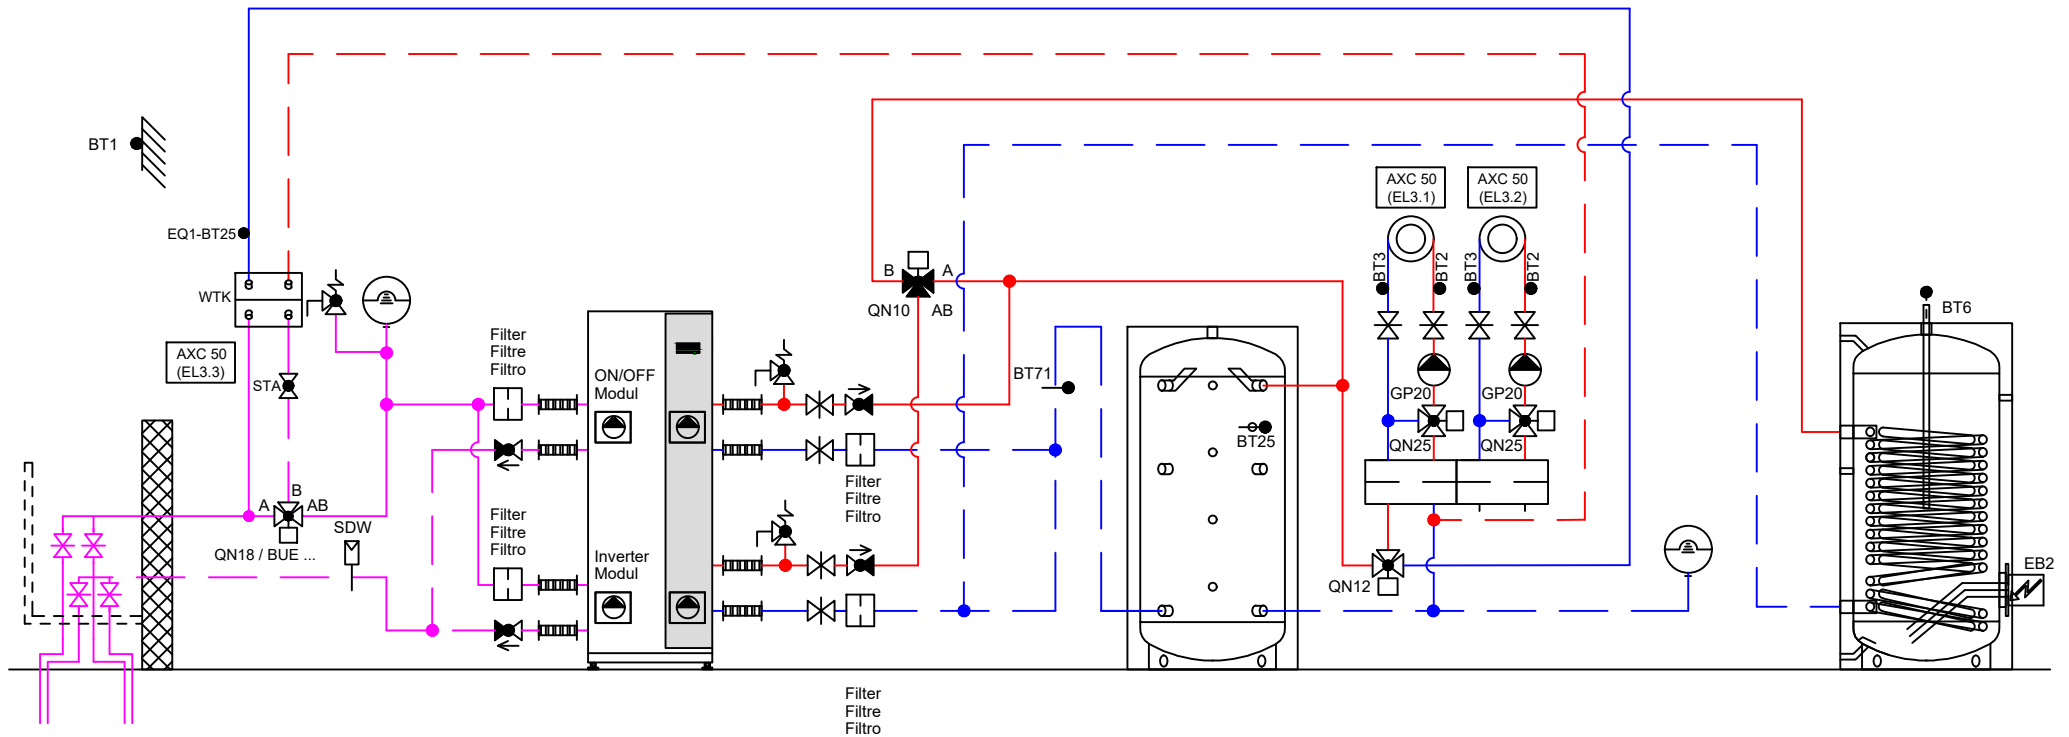 BT1
EQ1-BT25
WTK
AXC 50
(EL3.3)
STA
B
A
AB
QN18 / BUE ...
SDW
Filter
Filtre
Filtro
Filter
Filtre
Filtro
ON/OFF
Modul
Inverter
Modul
B
A
QN10
AB
Filter
Filtre
Filtro
Filter
Filtre
Filtro
BT71
BT25
AXC 50
(EL3.1)
AXC 50
(EL3.2)
BT3
BT2
BT3
BT2
GP20
GP20
QN25
QN25
QN12
BT6
EB2